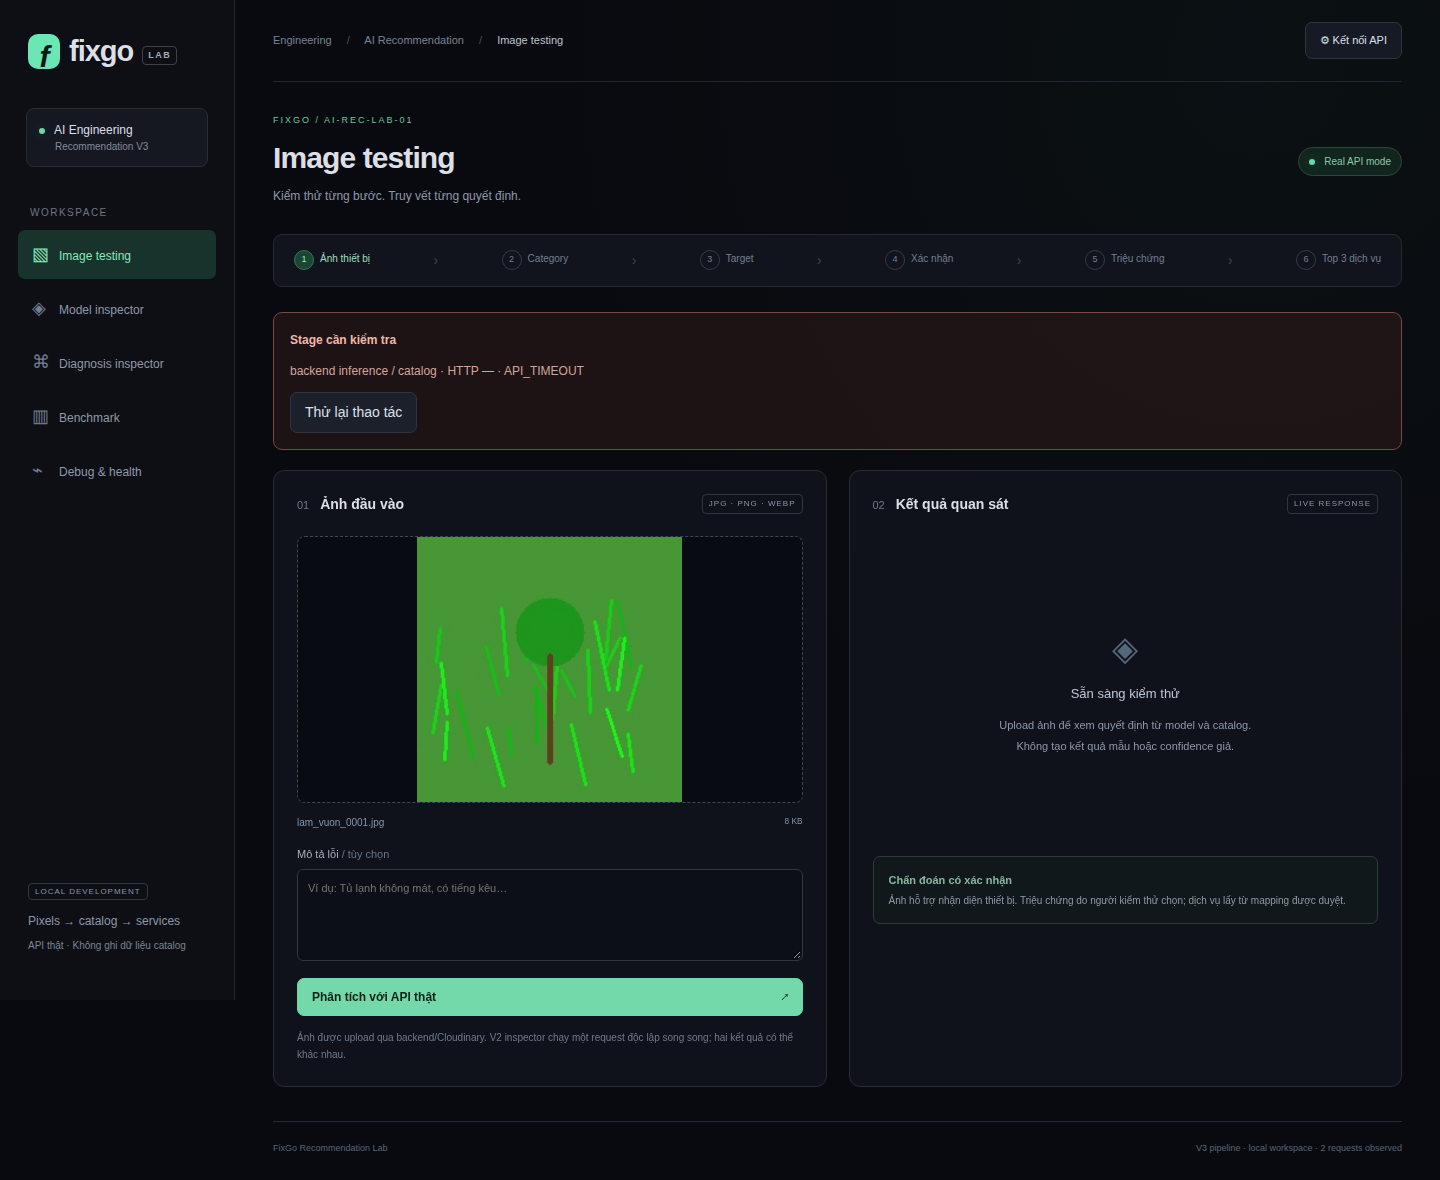 fixgo LAB
AI Engineering
Recommendation V3
WORKSPACE
Image testing
Model inspector
Diagnosis inspector
Benchmark
Debug & health
LOCAL DEVELOPMENT
Pixels → catalog → services
API thật · Không ghi dữ liệu catalog
Engineering / AI Recommendation / Image testing
⚙ Kết nối API
FIXGO / AI-REC-LAB-01
Image testing
Real API mode
Kiểm thử từng bước. Truy vết từng quyết định.
1 Ảnh thiết bị › 2 Category › 3 Target › 4 Xác nhận › 5 Triệu chứng › 6 Top 3 dịch vụ
Stage cần kiểm tra
backend inference / catalog · HTTP — · API_TIMEOUT
Thử lại thao tác
01 Ảnh đầu vào
JPG · PNG · WEBP
lam_vuon_0001.jpg
8 KB
Mô tả lỗi / tùy chọn
Ví dụ: Tủ lạnh không mát, có tiếng kêu…
Phân tích với API thật ↗
Ảnh được upload qua backend/Cloudinary. V2 inspector chạy một request độc lập song song; hai kết quả có thể
khác nhau.
02 Kết quả quan sát
LIVE RESPONSE
Sẵn sàng kiểm thử
Upload ảnh để xem quyết định từ model và catalog.
Không tạo kết quả mẫu hoặc confidence giả.
Chẩn đoán có xác nhận
Ảnh hỗ trợ nhận diện thiết bị. Triệu chứng do người kiểm thử chọn; dịch vụ lấy từ mapping được duyệt.
FixGo Recommendation Lab
V3 pipeline · local workspace · 2 requests observed